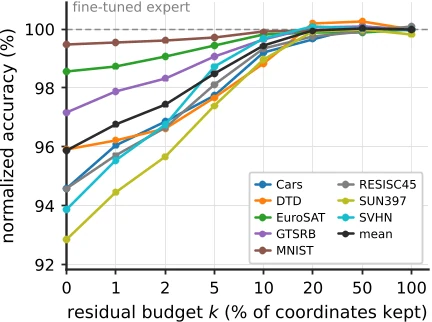 fine-tuned expert
normalized accuracy (%)
100
98
96
94
92
Cars
DTD
EuroSAT
GTSRB
MNIST
RESISC45
SUN397
SVHN
mean
0 1 2 5 10 20 50 100
residual budget k (% of coordinates kept)